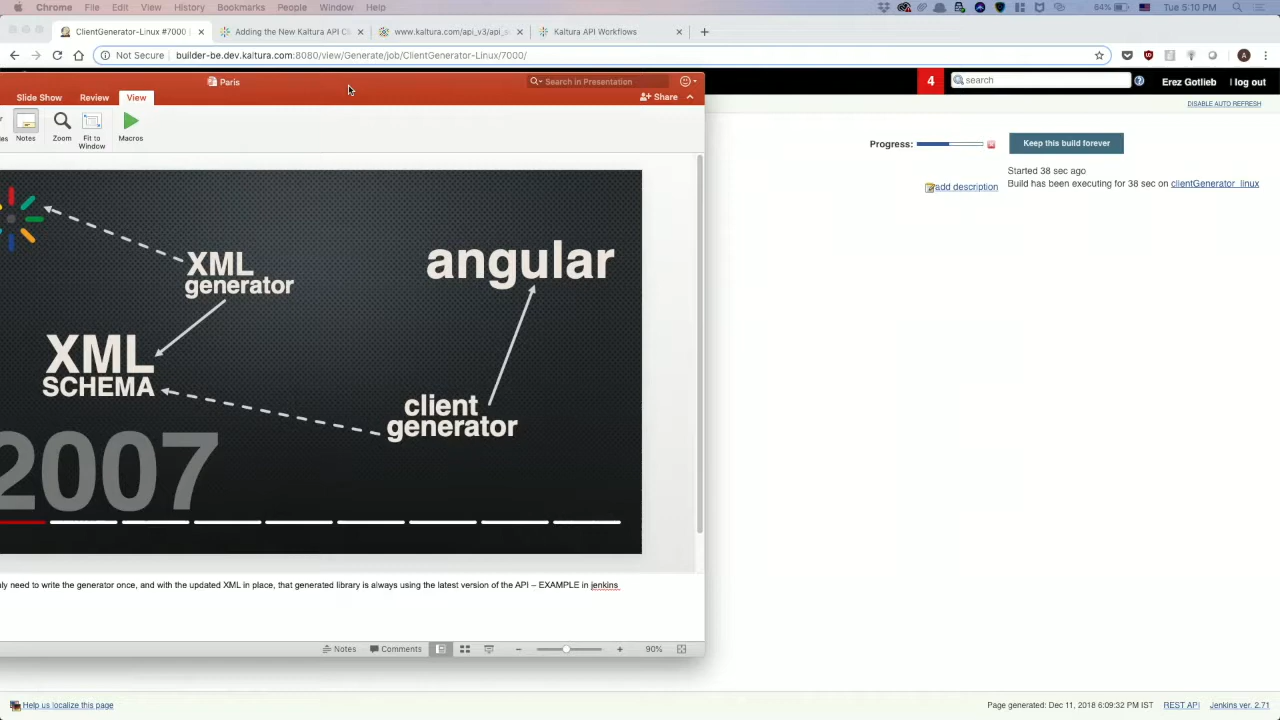 Chrome File Edit View History Bookmarks People Window Help 64% Tue 5:10 PM
ClientGenerator-Linux #7000 Adding the New Kaltura API Cl www.kaltura.com/api_v3/api_s Kaltura API Workflows
Not Secure builder-be.dev.kaltura.com:8080/view/Generate/job/ClientGenerator-Linux/7000/
Paris
Search in Presentation
4
search
Erez Gotlieb | log out
Slide Show Review View
Share
DISABLE AUTO REFRESH
Notes Zoom Fit to Window Macros
Progress:
Keep this build forever
Started 38 sec ago
add description
Build has been executing for 38 sec on clientGenerator_linux
XML
generator
angular
XML
SCHEMA
client
generator
2007
need to write the generator once, and with the updated XML in place, that generated library is always using the latest version of the API – EXAMPLE in jenkins
Notes Comments 90%
Help us localize this page
Page generated: Dec 11, 2018 6:09:32 PM IST REST API Jenkins ver. 2.71